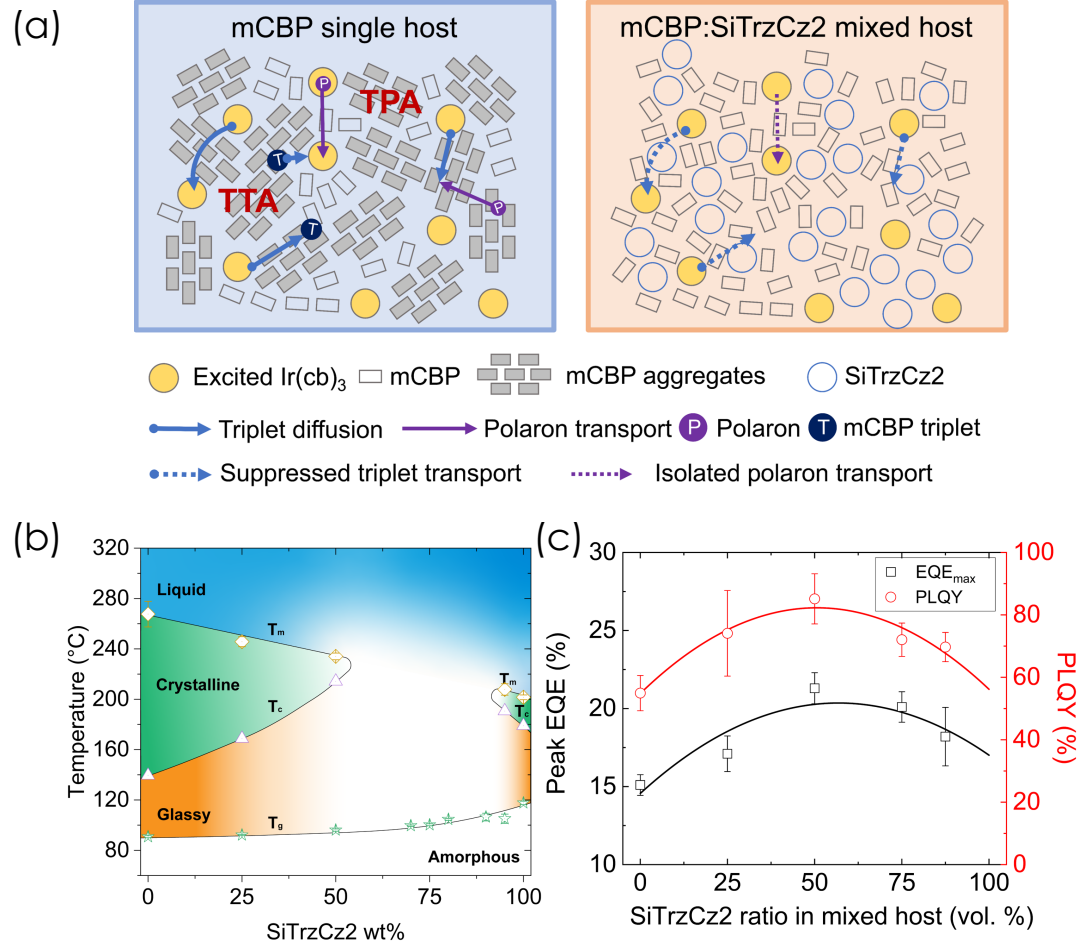 (a)
mCBP single host
mCBP:SiTrzCz2 mixed host
P
TPA
T
TTA
P
T
Excited Ir(cb)₃
mCBP
mCBP aggregates
SiTrzCz2
Triplet diffusion
Polaron transport
P
Polaron
T
mCBP triplet
Suppressed triplet transport
Isolated polaron transport
(b)
320
280
240
200
160
120
80
Temperature (°C)
Liquid
Tm
Crystalline
Tc
Tm
Tc
Glassy
Tg
Amorphous
0
25
50
75
100
SiTrzCz2 wt%
(c)
30
25
20
15
10
Peak EQE (%)
EQEmax
PLQY
100
80
60
40
20
0
PLQY (%)
0
25
50
75
100
SiTrzCz2 ratio in mixed host (vol. %)